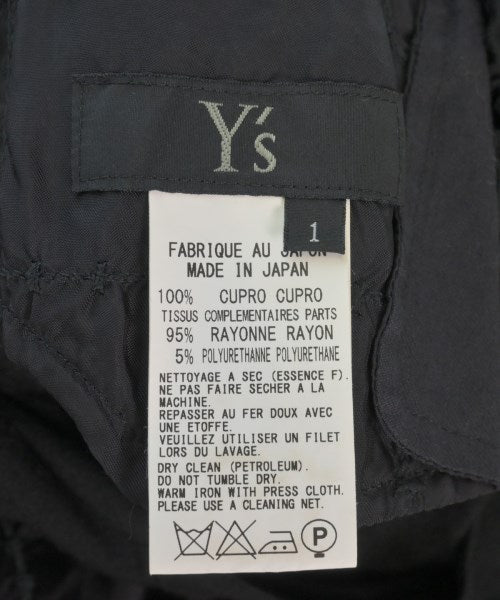 Y's
1
FABRIQUE AU JAPON
MADE IN JAPAN
100% CUPRO CUPRO
TISSUS COMPLEMENTAIRES PARTS
95% RAYONNE RAYON
5% POLYURETHANNE POLYURETHANE
NETTOYAGE A SEC (ESSENCE F).
NE PAS FAIRE SECHER A LA
MACHINE.
REPASSER AU FER DOUX AVEC
UNE ETOFFE.
VEUILLEZ UTILISER UN FILET
LORS DU LAVAGE.
DRY CLEAN (PETROLEUM).
DO NOT TUMBLE DRY.
WARM IRON WITH PRESS CLOTH.
PLEASE USE A CLEANING NET.
P